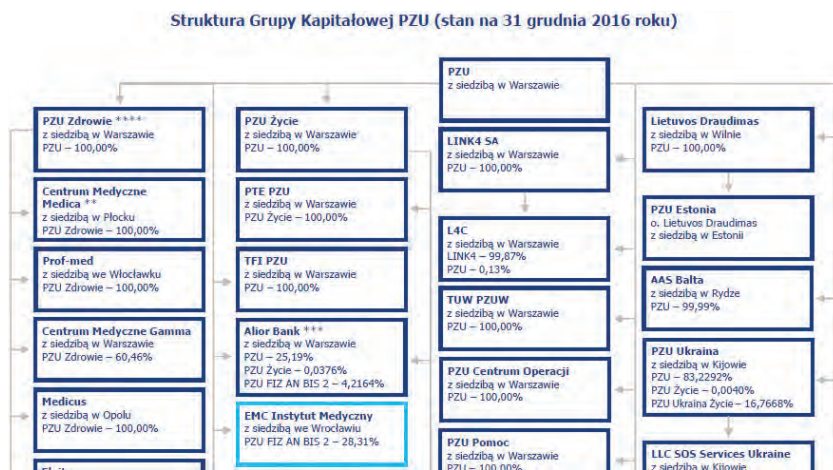 Struktura Grupy Kapitałowej PZU (stan na 31 grudnia 2016 roku)
PZU
z siedzibą w Warszawie
PZU Zdrowie ****
z siedzibą w Warszawie
PZU – 100,00%
Centrum Medyczne
Medica **
z siedzibą w Płocku
PZU Zdrowie – 100,00%
Prof-med
z siedzibą we Włocławku
PZU Zdrowie – 100,00%
Centrum Medyczne Gamma
z siedzibą w Warszawie
PZU Zdrowie – 60,46%
Medicus
z siedzibą w Opolu
PZU Zdrowie – 100,00%
PZU Życie
z siedzibą w Warszawie
PZU – 100,00%
PTE PZU
z siedzibą w Warszawie
PZU Życie – 100,00%
TFI PZU
z siedzibą w Warszawie
PZU – 100,00%
Alior Bank ***
z siedzibą w Warszawie
PZU – 25,19%
PZU Życie – 0,0376%
PZU FIZ AN BIS 2 – 4,2164%
EMC Instytut Medyczny
z siedzibą we Wrocławiu
PZU FIZ AN BIS 2 – 28,31%
LINK4 SA
z siedzibą w Warszawie
PZU – 100,00%
L4C
z siedzibą w Warszawie
LINK4 – 99,87%
PZU – 0,13%
TUW PZUW
z siedzibą w Warszawie
PZU – 100,00%
PZU Centrum Operacji
z siedzibą w Warszawie
PZU – 100,00%
PZU Pomoc
z siedzibą w Warszawie
PZU – 100,00%
Lietuvos Draudimas
z siedzibą w Wilnie
PZU – 100,00%
PZU Estonia
o. Lietuvos Draudimas
z siedzibą w Estonii
AAS Balta
z siedzibą w Rydze
PZU – 99,99%
PZU Ukraina
z siedzibą w Kijowie
PZU – 83,2292%
PZU Życie – 0,0040%
PZU Ukraina Życie – 16,7668%
LLC SOS Services Ukraine
z siedzibą w Kijowie